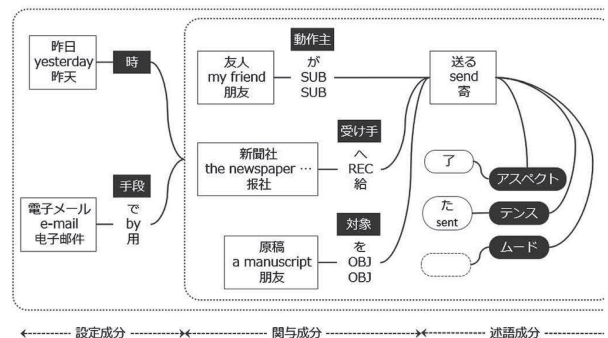 昨日
yesterday
昨天
時
電子メール
e-mail
电子邮件
手段
で
by
用
友人
my friend
朋友
動作主
が
SUB
SUB
新聞社
the newspaper …
报社
受け手
へ
REC
給
原稿
a manuscript
朋友
対象
を
OBJ
OBJ
送る
send
寄
了
アスペクト
た
sent
テンス
ムード
設定成分
関与成分
述語成分